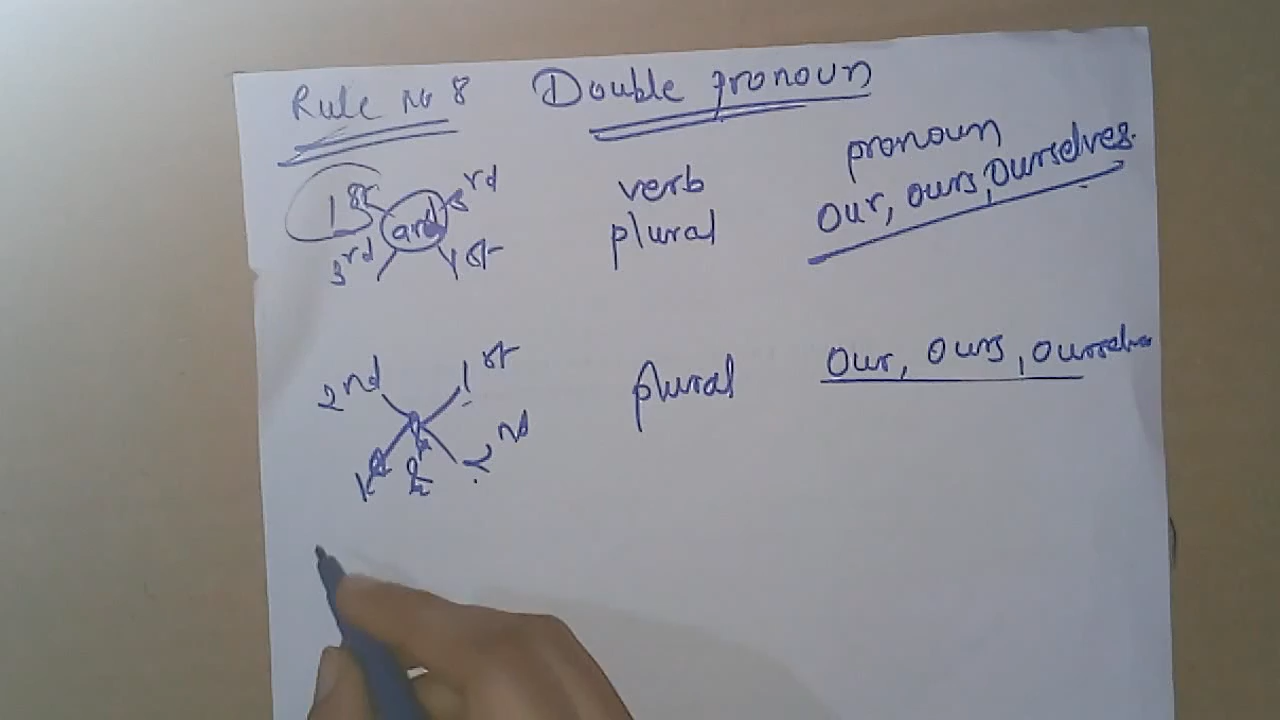 Rule No 8 Double pronoun
pronoun
1st and 3rd verb our, ours, ourselves.
3rd 1st plural
2nd 1st plural our, ours, ourselves
2nd